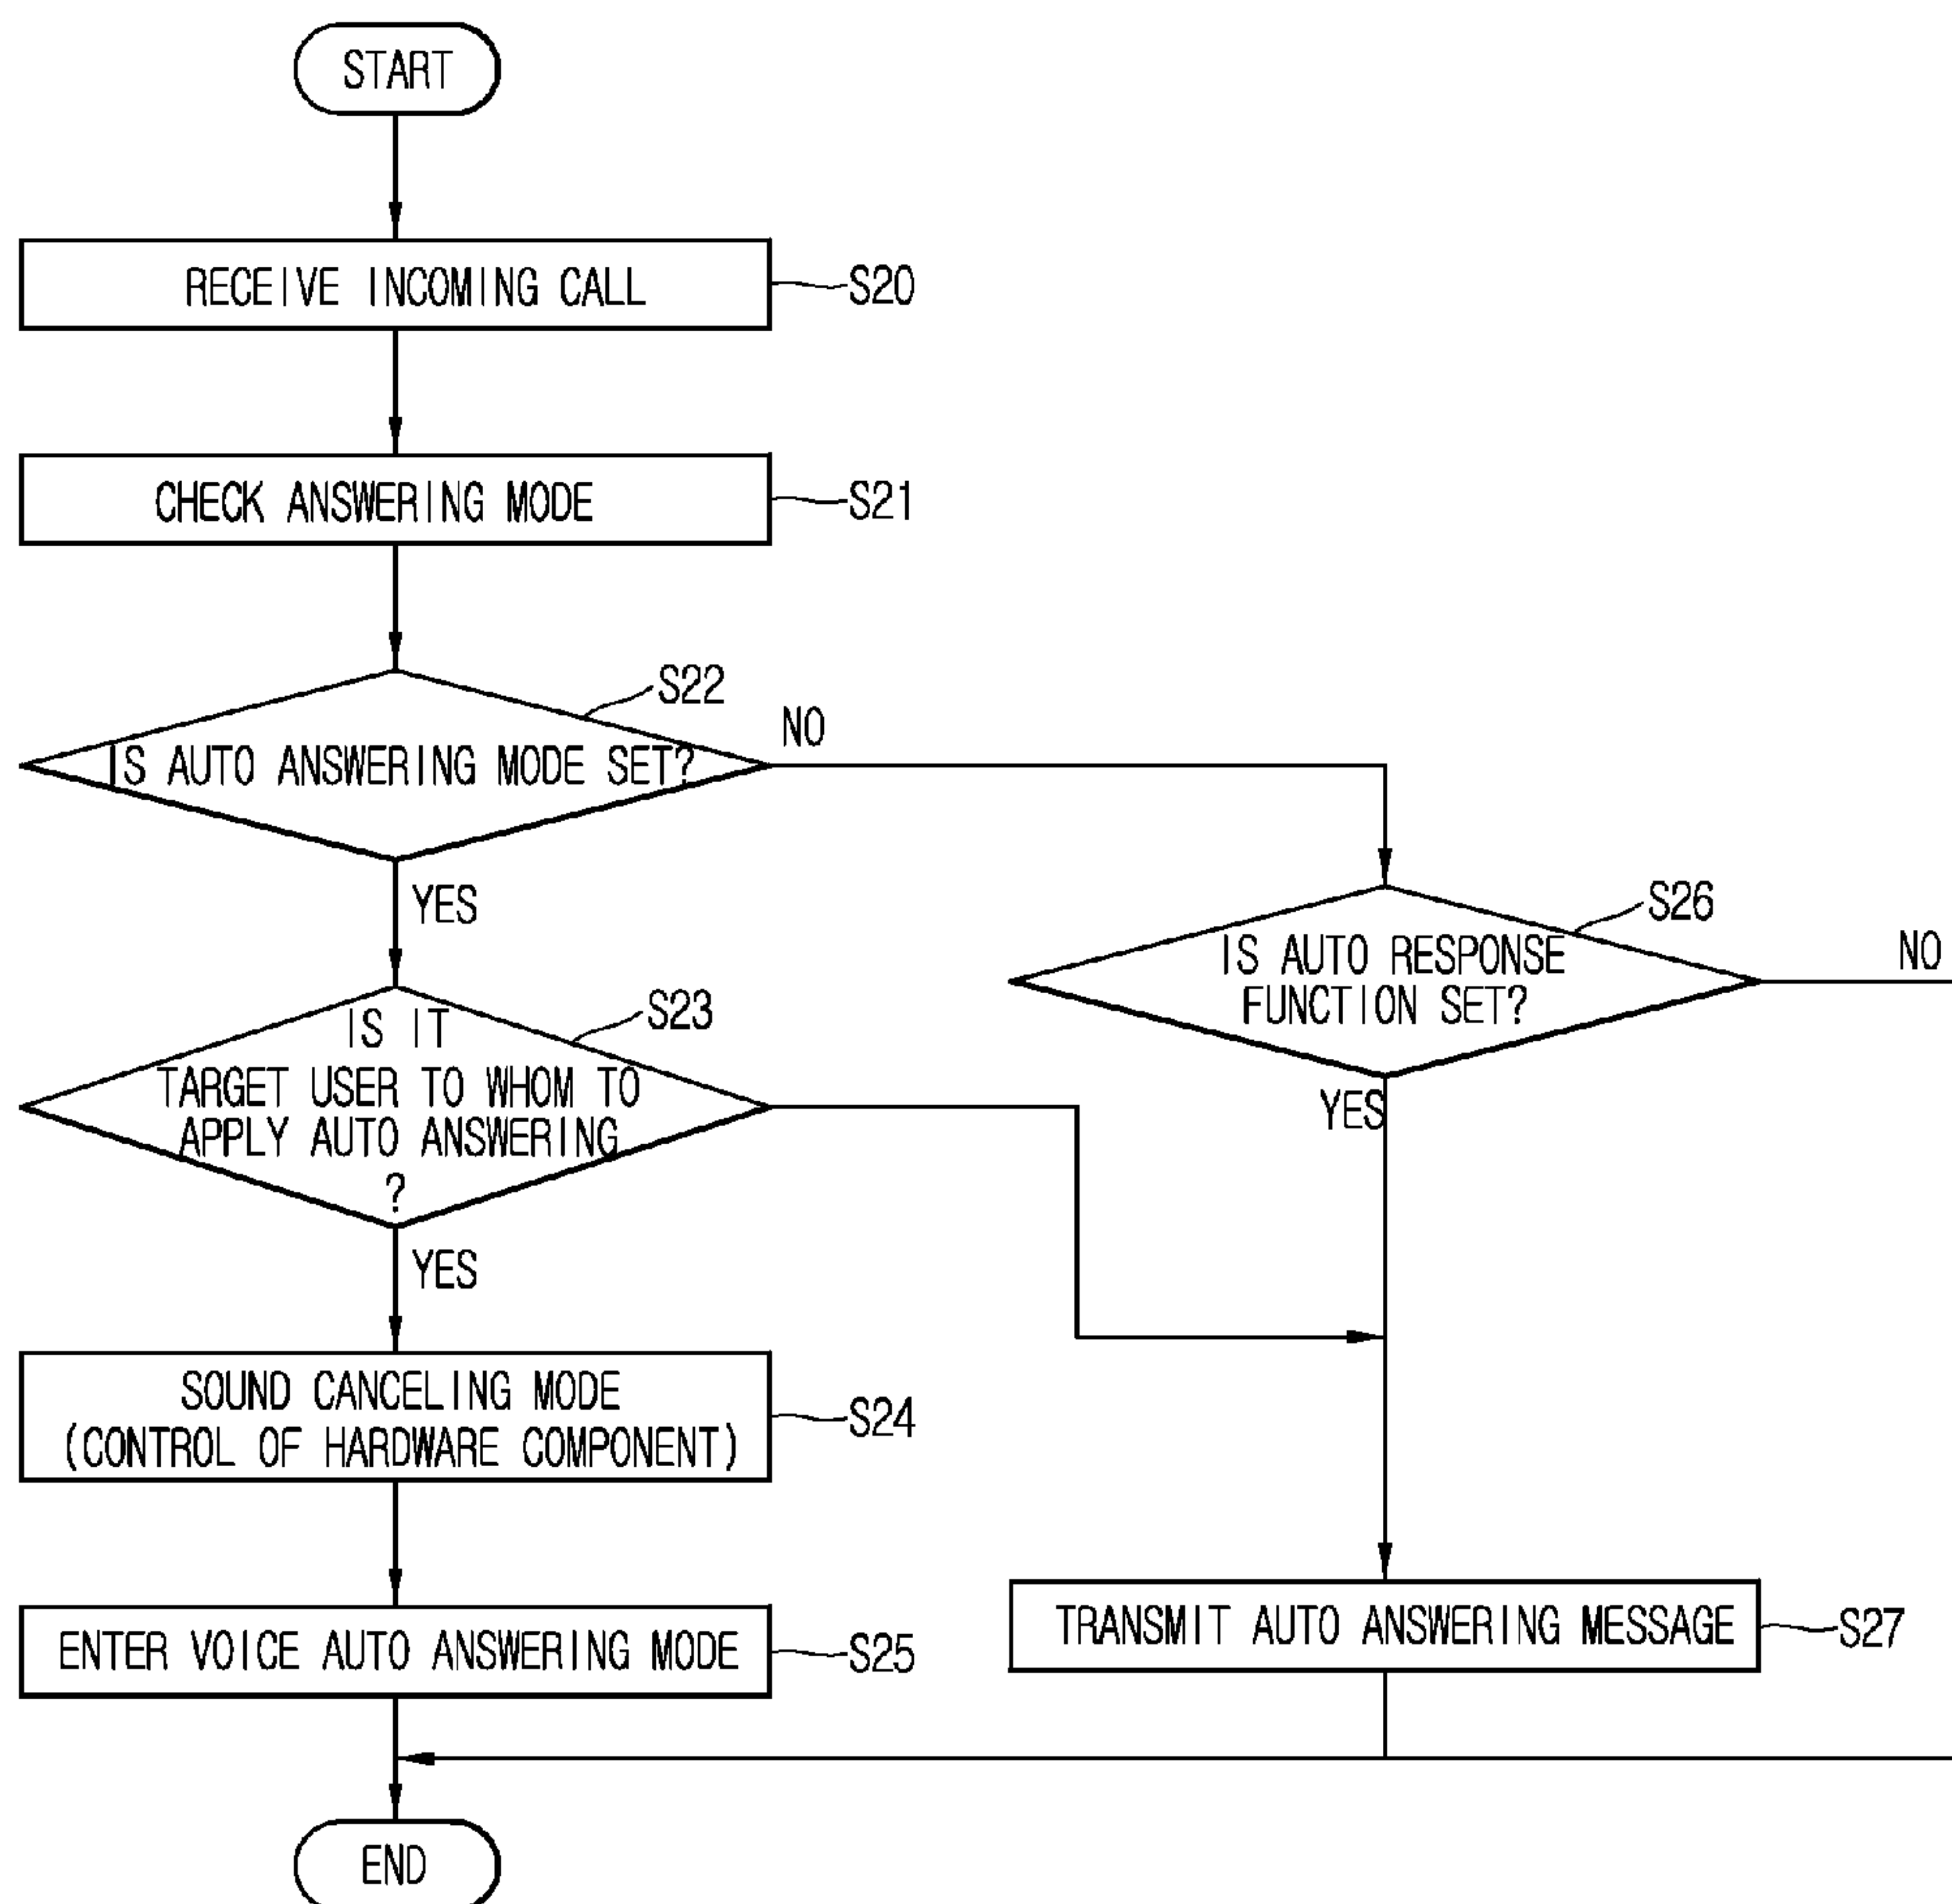 START
RECEIVE INCOMING CALL
S20
CHECK ANSWERING MODE
S21
S22
IS AUTO ANSWERING MODE SET?
NO
YES
S26
IS AUTO RESPONSE
FUNCTION SET?
NO
YES
S23
IS IT
TARGET USER TO WHOM TO
APPLY AUTO ANSWERING
?
YES
SOUND CANCELING MODE
(CONTROL OF HARDWARE COMPONENT)
S24
ENTER VOICE AUTO ANSWERING MODE
S25
TRANSMIT AUTO ANSWERING MESSAGE
S27
END